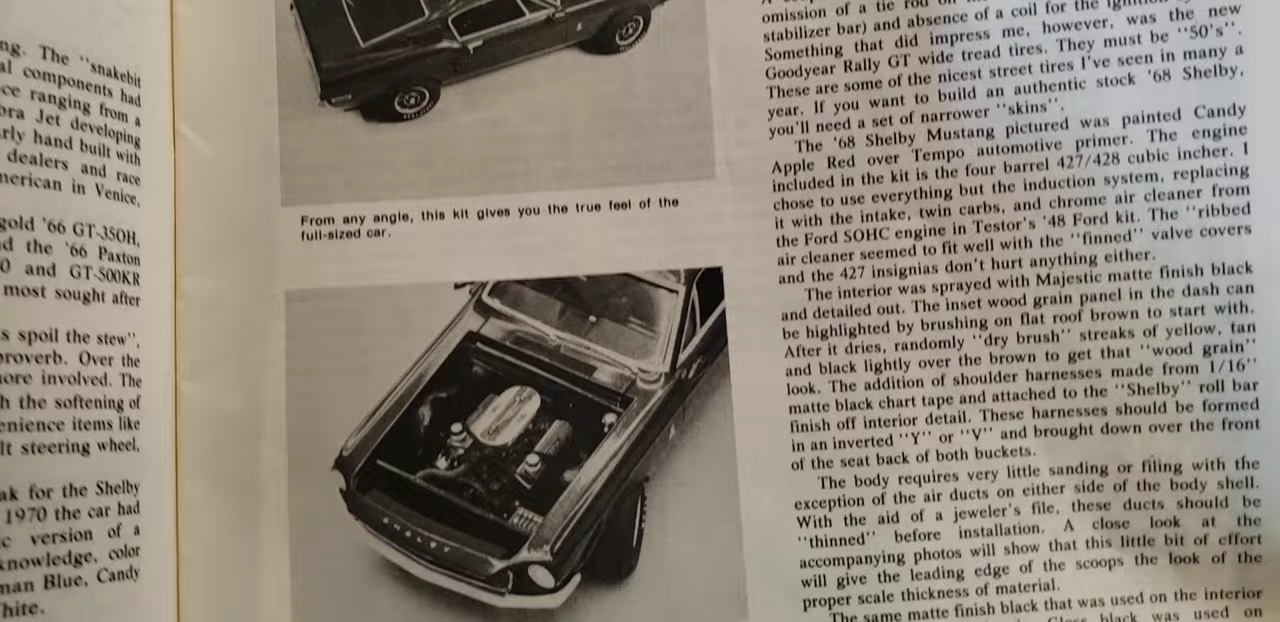 ng. The "snakebit
al components had
ce ranging from a
bra Jet developing
rly hand built with
dealers and race
merican in Venice,
gold '66 GT-350H,
d the '66 Paxton
0 and GT-500KR
most sought after
s spoil the stew",
proverb. Over the
ore involved. The
h the softening of
enience items like
lt steering wheel,
ak for the Shelby
1970 the car had
c version of a
knowledge, color
man Blue, Candy
hite.
From any angle, this kit gives you the true feel of the
full-sized car.
SHELBY
omission of a tie rod on
stabilizer bar) and absence of a coil for the
Something that did impress me, however, was the new
Goodyear Rally GT wide tread tires. They must be "50's".
These are some of the nicest street tires I've seen in many a
year. If you want to build an authentic stock '68 Shelby,
you'll need a set of narrower "skins".
The '68 Shelby Mustang pictured was painted Candy
Apple Red over Tempo automotive primer. The engine
included in the kit is the four barrel 427/428 cubic incher. I
chose to use everything but the induction system, replacing
it with the intake, twin carbs, and chrome air cleaner from
the Ford SOHC engine in Testor's '48 Ford kit. The "ribbed
air cleaner seemed to fit well with the "finned" valve covers
and the 427 insignias don't hurt anything either.
The interior was sprayed with Majestic matte finish black
and detailed out. The inset wood grain panel in the dash can
be highlighted by brushing on flat roof brown to start with.
After it dries, randomly "dry brush" streaks of yellow, tan
and black lightly over the brown to get that "wood grain"
look. The addition of shoulder harnesses made from 1/16"
matte black chart tape and attached to the "Shelby" roll bar
finish off interior detail. These harnesses should be formed
in an inverted "Y" or "V" and brought down over the front
of the seat back of both buckets.
The body requires very little sanding or filing with the
exception of the air ducts on either side of the body shell.
With the aid of a jeweler's file, these ducts should be
"thinned" before installation. A close look at the
accompanying photos will show that this little bit of effort
will give the leading edge of the scoops the look of the
proper scale thickness of material.
The same matte finish black that was used on the interior
black was used on